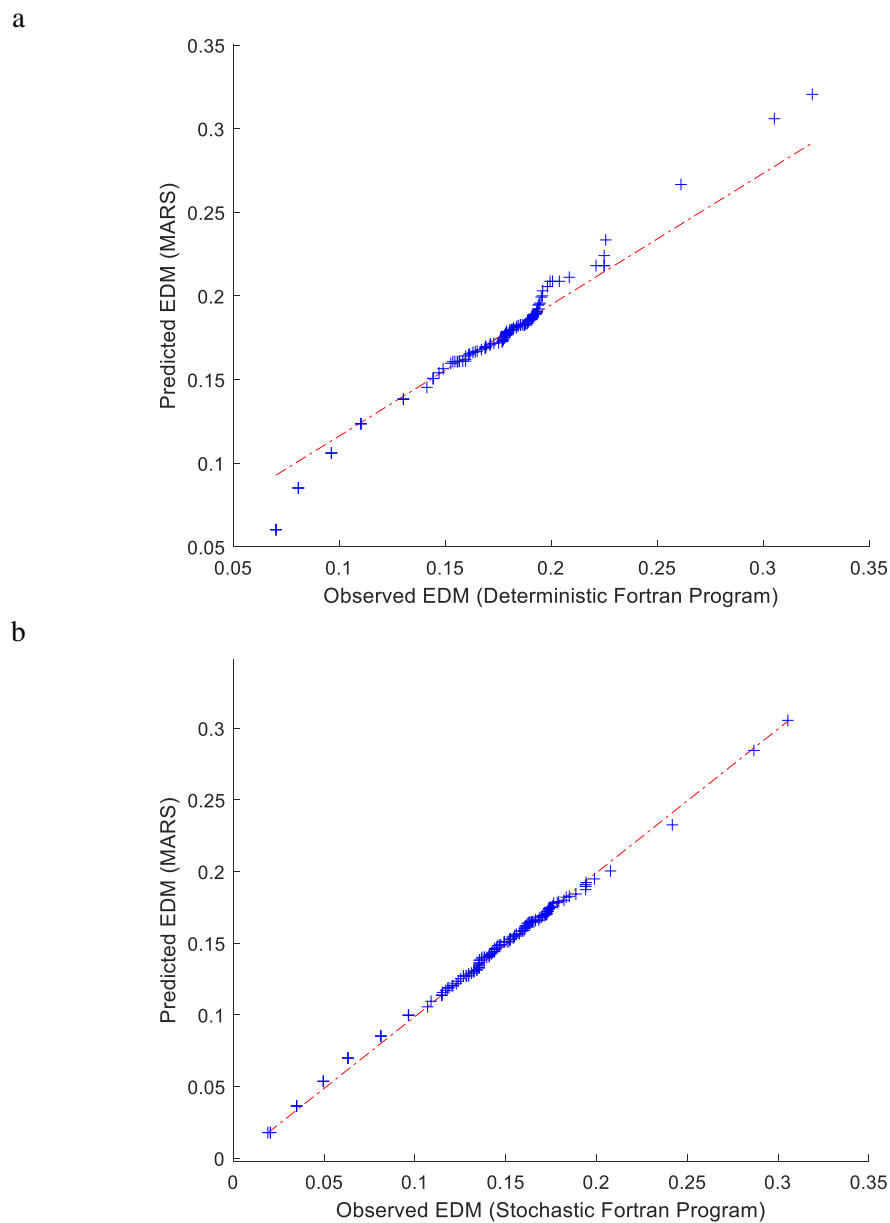 a
0.35
0.3
0.25
0.2
0.15
0.1
0.05
Predicted EDM (MARS)
0.05 0.1 0.15 0.2 0.25 0.3 0.35
Observed EDM (Deterministic Fortran Program)
b
0.3
0.25
0.2
0.15
0.1
0.05
0
Predicted EDM (MARS)
0 0.05 0.1 0.15 0.2 0.25 0.3 0.35
Observed EDM (Stochastic Fortran Program)